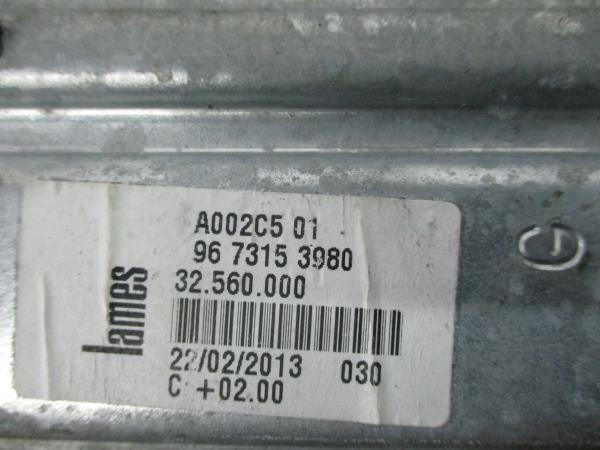 A002C5 01
96 7315 3980
32.560.000
lames
22/02/2013 030
C +02.00